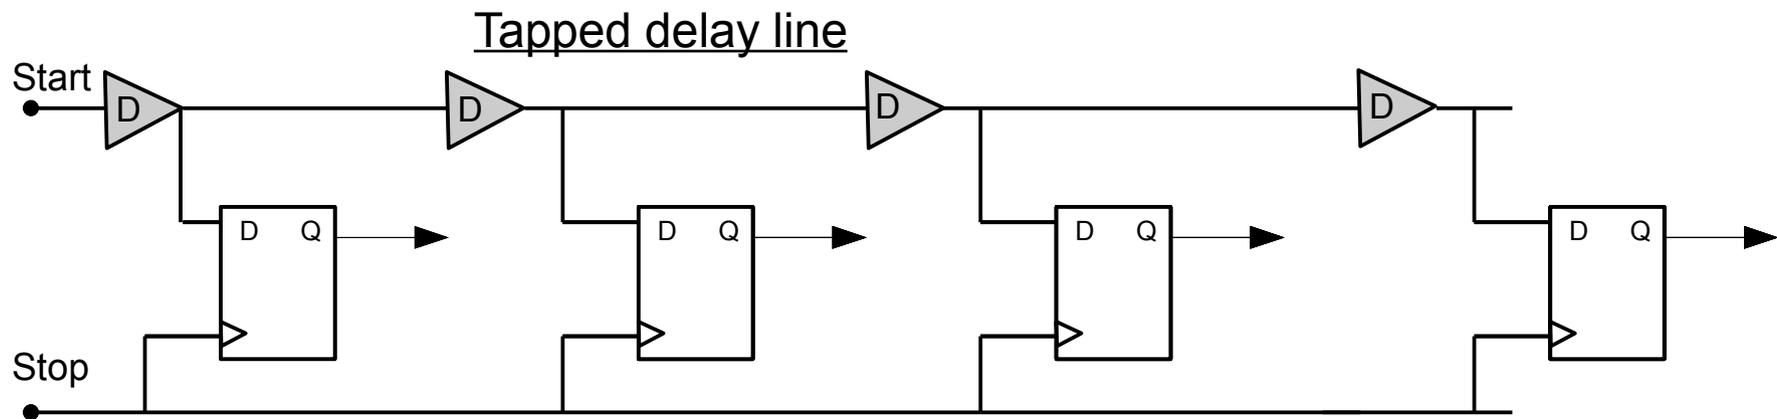 Tapped delay line
Start
D D D D
D Q D Q D Q D Q
Stop